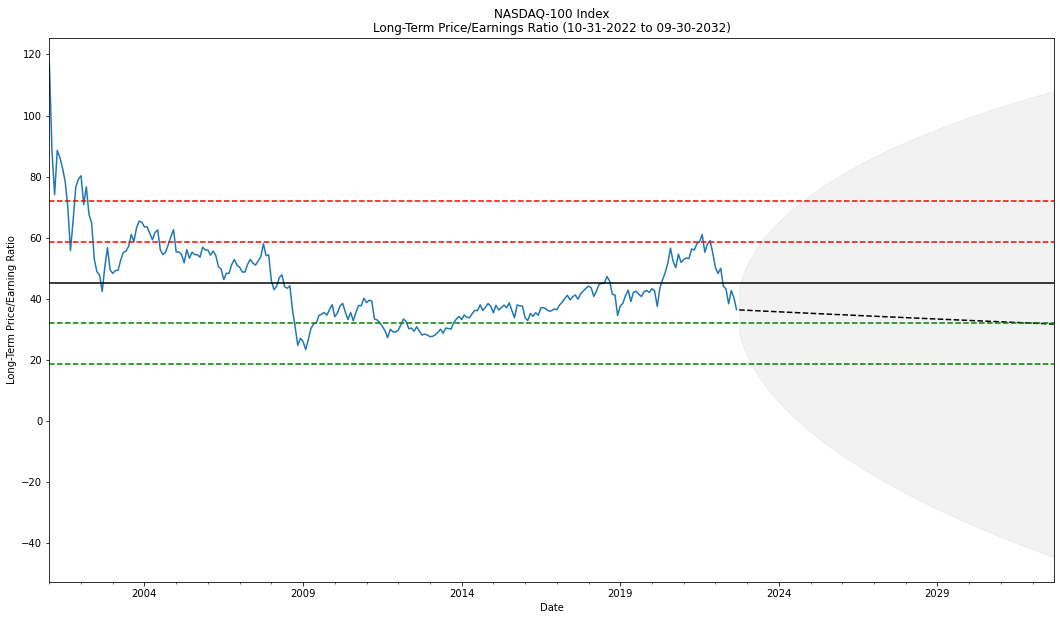 NASDAQ-100 Index
Long-Term Price/Earnings Ratio (10-31-2022 to 09-30-2032)
Long-Term Price/Earning Ratio
120
100
80
60
40
20
0
−20
−40
2004 2009 2014 2019 2024 2029
Date